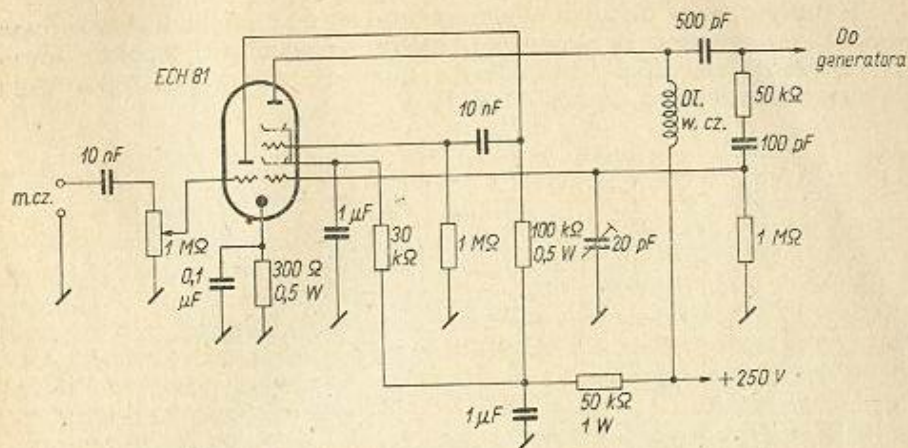 500 pF
Do
generatora
ECH 81
50 kΩ
Dł.
w. cz.
10 nF
100 pF
10 nF
m.cz.
1 μF
1 MΩ
30
kΩ
1 MΩ
100 kΩ
0,5 W
20 pF
1 MΩ
0,1
μF
300 Ω
0,5 W
+250 V
1 μF
50 kΩ
1 W